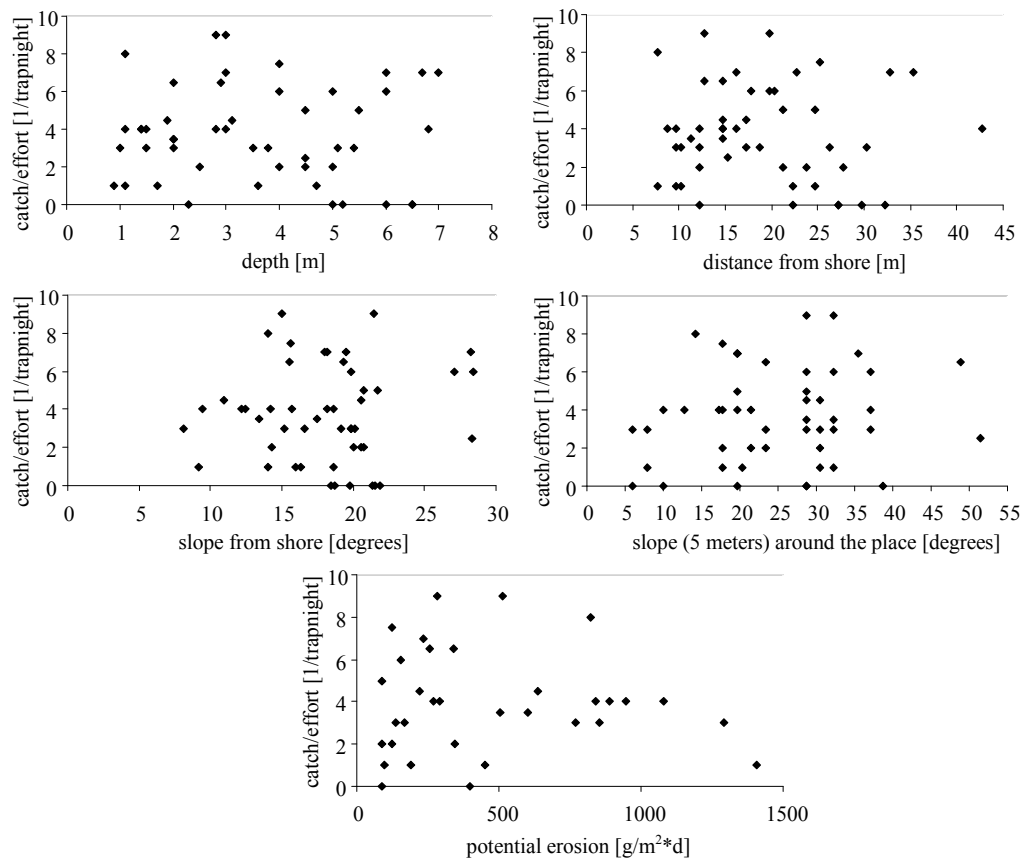 catch/effort [1/trapnight]
10
8
6
4
2
0
0 1 2 3 4 5 6 7 8
depth [m]
catch/effort [1/trapnight]
10
8
6
4
2
0
0 5 10 15 20 25 30 35 40 45
distance from shore [m]
catch/effort [1/trapnight]
10
8
6
4
2
0
0 5 10 15 20 25 30
slope from shore [degrees]
catch/effort [1/trapnight]
10
8
6
4
2
0
0 5 10 15 20 25 30 35 40 45 50 55
slope (5 meters) around the place [degrees]
catch/effort [1/trapnight]
10
8
6
4
2
0
0 500 1000 1500
potential erosion [g/m²*d]